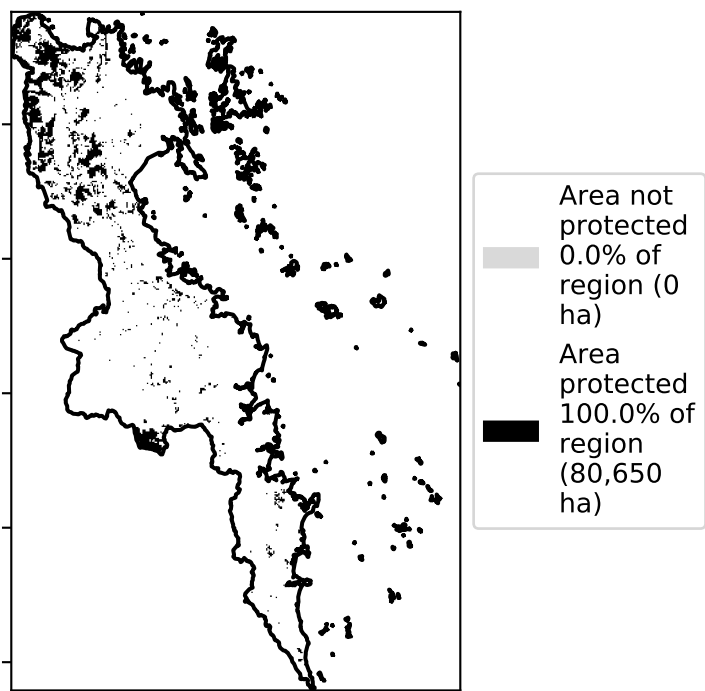 Area not
protected
0.0% of
region (0
ha)
Area
protected
100.0% of
region
(80,650
ha)